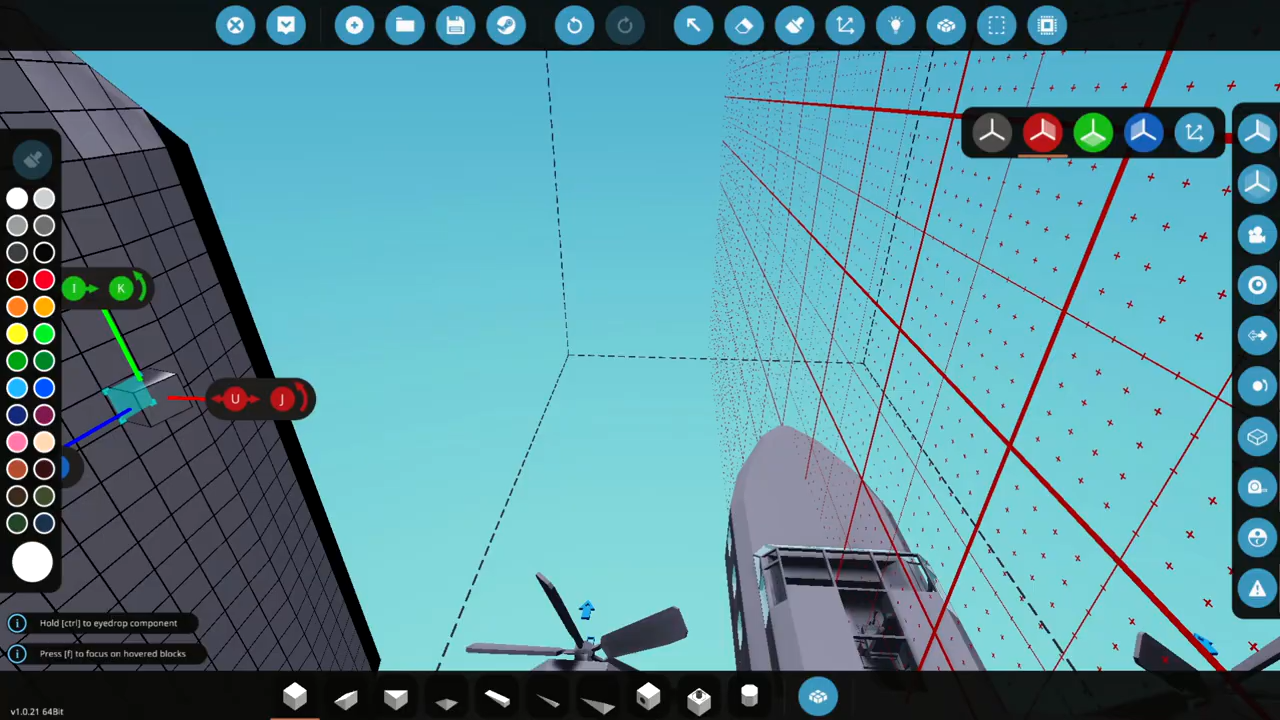 I K
U J
Hold [ctrl] to eyedrop component
Press [f] to focus on hovered blocks
v1.0.21 64Bit